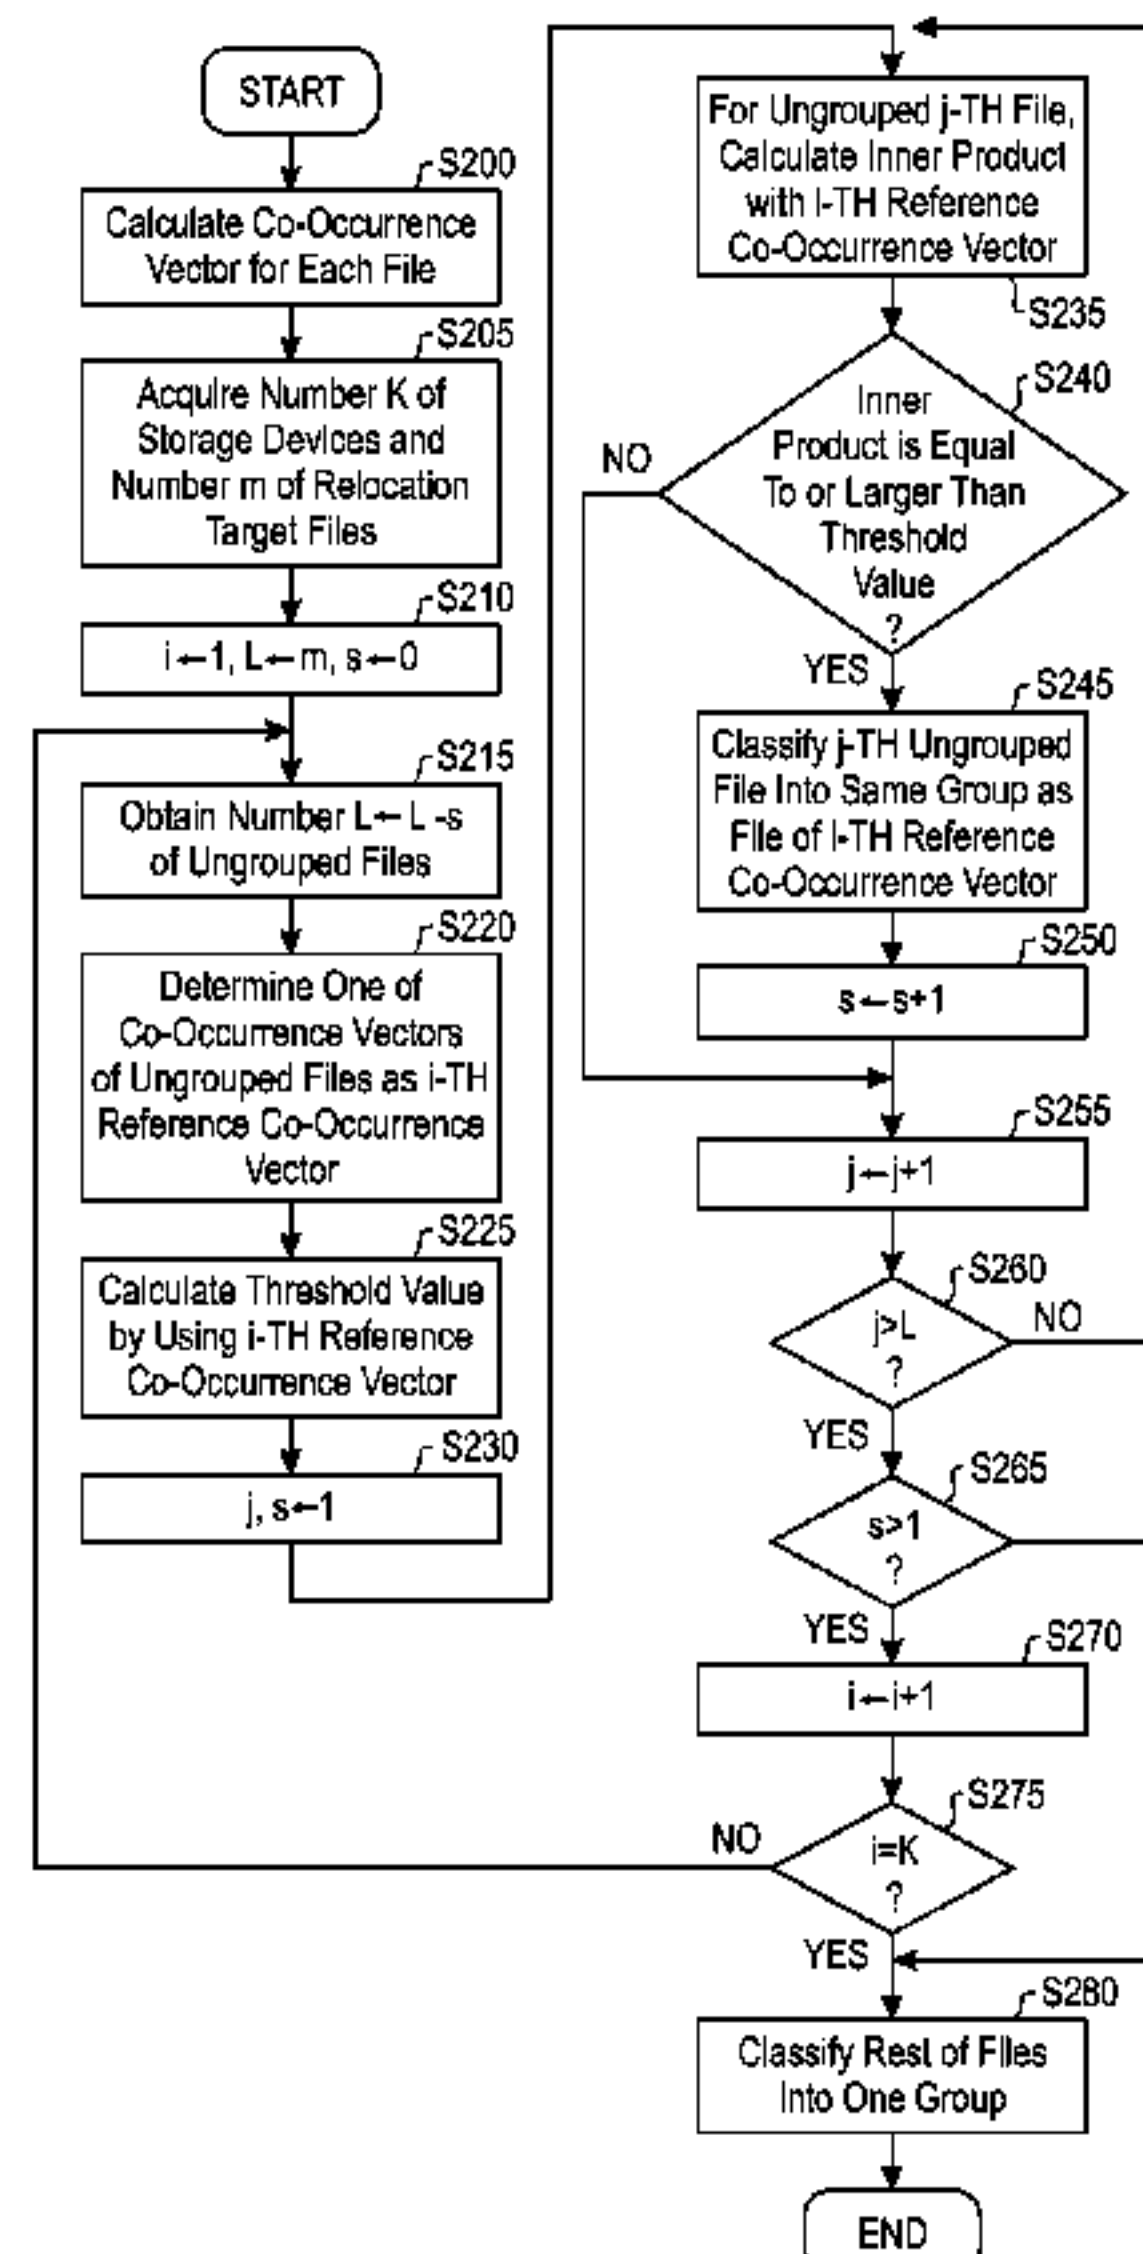 START
S200
Calculate Co-Occurrence
Vector for Each File
S205
Acquire Number K of
Storage Devices and
Number m of Relocation
Target Files
S210
i←1, L←m, s←0
S215
Obtain Number L←L -s
of Ungrouped Files
S220
Determine One of
Co-Occurrence Vectors
of Ungrouped Files as i-TH
Reference Co-Occurrence
Vector
S225
Calculate Threshold Value
by Using i-TH Reference
Co-Occurrence Vector
S230
j, s←1
For Ungrouped j-TH File,
Calculate Inner Product
with I-TH Reference
Co-Occurrence Vector
S235
S240
Inner
Product is Equal
To or Larger Than
Threshold
Value
?
NO
YES
S245
Classify j-TH Ungrouped
File Into Same Group as
File of I-TH Reference
Co-Occurrence Vector
S250
s←s+1
S255
j←j+1
S260
j>L
?
NO
YES
S265
s>1
?
YES
S270
i←i+1
S275
i=K
?
NO
YES
S280
Classify Rest of Files
Into One Group
END